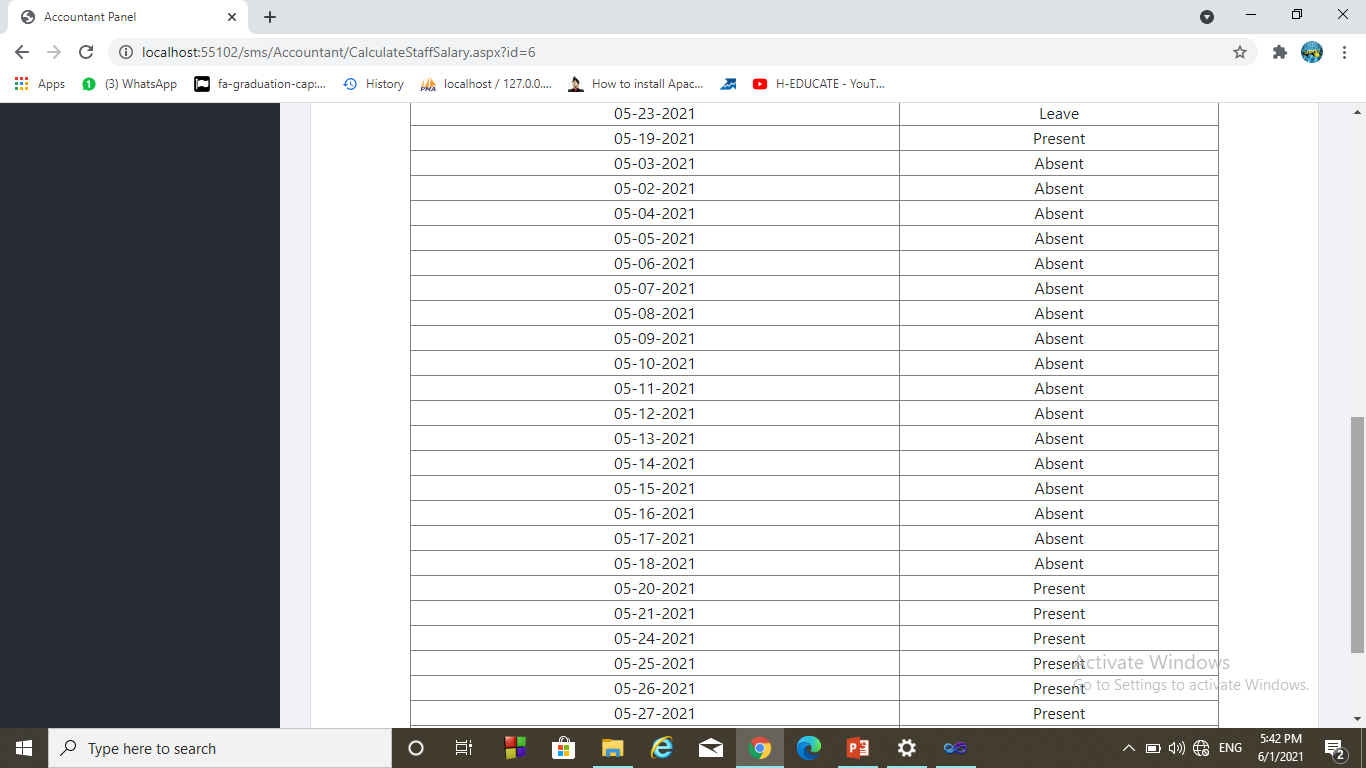 Accountant Panel
localhost:55102/sms/Accountant/CalculateStaffSalary.aspx?id=6
Apps (3) WhatsApp fa-graduation-cap:... History localhost / 127.0.0.... How to install Apac... H-EDUCATE - YouT...
05-23-2021 Leave
05-19-2021 Present
05-03-2021 Absent
05-02-2021 Absent
05-04-2021 Absent
05-05-2021 Absent
05-06-2021 Absent
05-07-2021 Absent
05-08-2021 Absent
05-09-2021 Absent
05-10-2021 Absent
05-11-2021 Absent
05-12-2021 Absent
05-13-2021 Absent
05-14-2021 Absent
05-15-2021 Absent
05-16-2021 Absent
05-17-2021 Absent
05-18-2021 Absent
05-20-2021 Present
05-21-2021 Present
05-24-2021 Present
05-25-2021 Present
Activate Windows
05-26-2021 Present
Go to Settings to activate Windows.
05-27-2021 Present
Type here to search
ENG
5:42 PM
6/1/2021
2